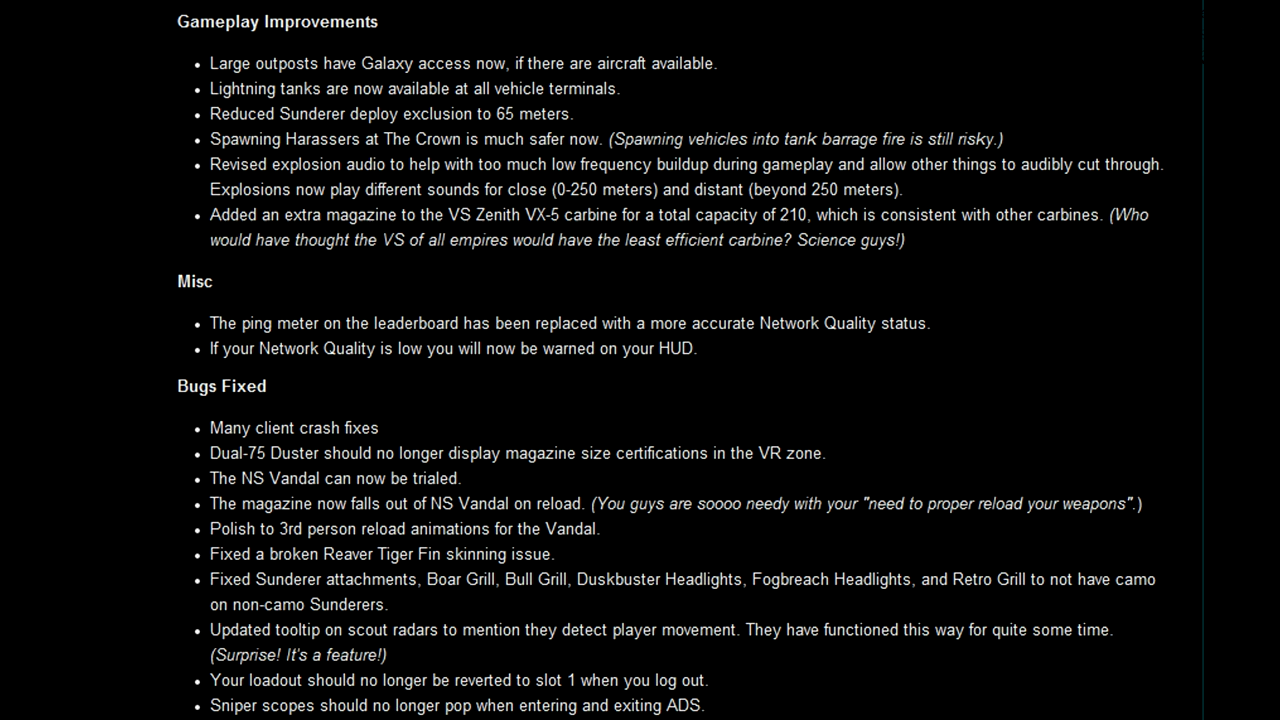 Gameplay Improvements
• Large outposts have Galaxy access now, if there are aircraft available.
• Lightning tanks are now available at all vehicle terminals.
• Reduced Sunderer deploy exclusion to 65 meters.
• Spawning Harassers at The Crown is much safer now. (Spawning vehicles into tank barrage fire is still risky.)
• Revised explosion audio to help with too much low frequency buildup during gameplay and allow other things to audibly cut through.
Explosions now play different sounds for close (0-250 meters) and distant (beyond 250 meters).
• Added an extra magazine to the VS Zenith VX-5 carbine for a total capacity of 210, which is consistent with other carbines. (Who
would have thought the VS of all empires would have the least efficient carbine? Science guys!)
Misc
• The ping meter on the leaderboard has been replaced with a more accurate Network Quality status.
• If your Network Quality is low you will now be warned on your HUD.
Bugs Fixed
• Many client crash fixes
• Dual-75 Duster should no longer display magazine size certifications in the VR zone.
• The NS Vandal can now be trialed.
• The magazine now falls out of NS Vandal on reload. (You guys are soooo needy with your "need to proper reload your weapons".)
• Polish to 3rd person reload animations for the Vandal.
• Fixed a broken Reaver Tiger Fin skinning issue.
• Fixed Sunderer attachments, Boar Grill, Bull Grill, Duskbuster Headlights, Fogbreach Headlights, and Retro Grill to not have camo
on non-camo Sunderers.
• Updated tooltip on scout radars to mention they detect player movement. They have functioned this way for quite some time.
(Surprise! It's a feature!)
• Your loadout should no longer be reverted to slot 1 when you log out.
• Sniper scopes should no longer pop when entering and exiting ADS.